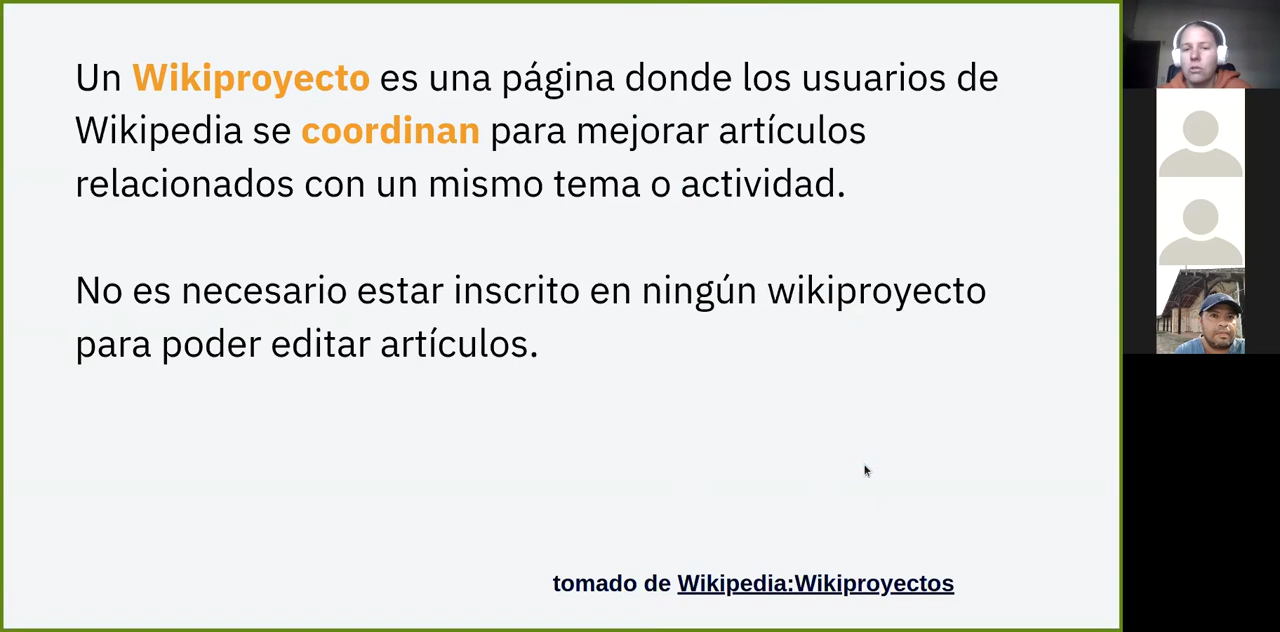 Un Wikiproyecto es una página donde los usuarios de
Wikipedia se coordinan para mejorar artículos
relacionados con un mismo tema o actividad.
No es necesario estar inscrito en ningún wikiproyecto
para poder editar artículos.
tomado de Wikipedia:Wikiproyectos